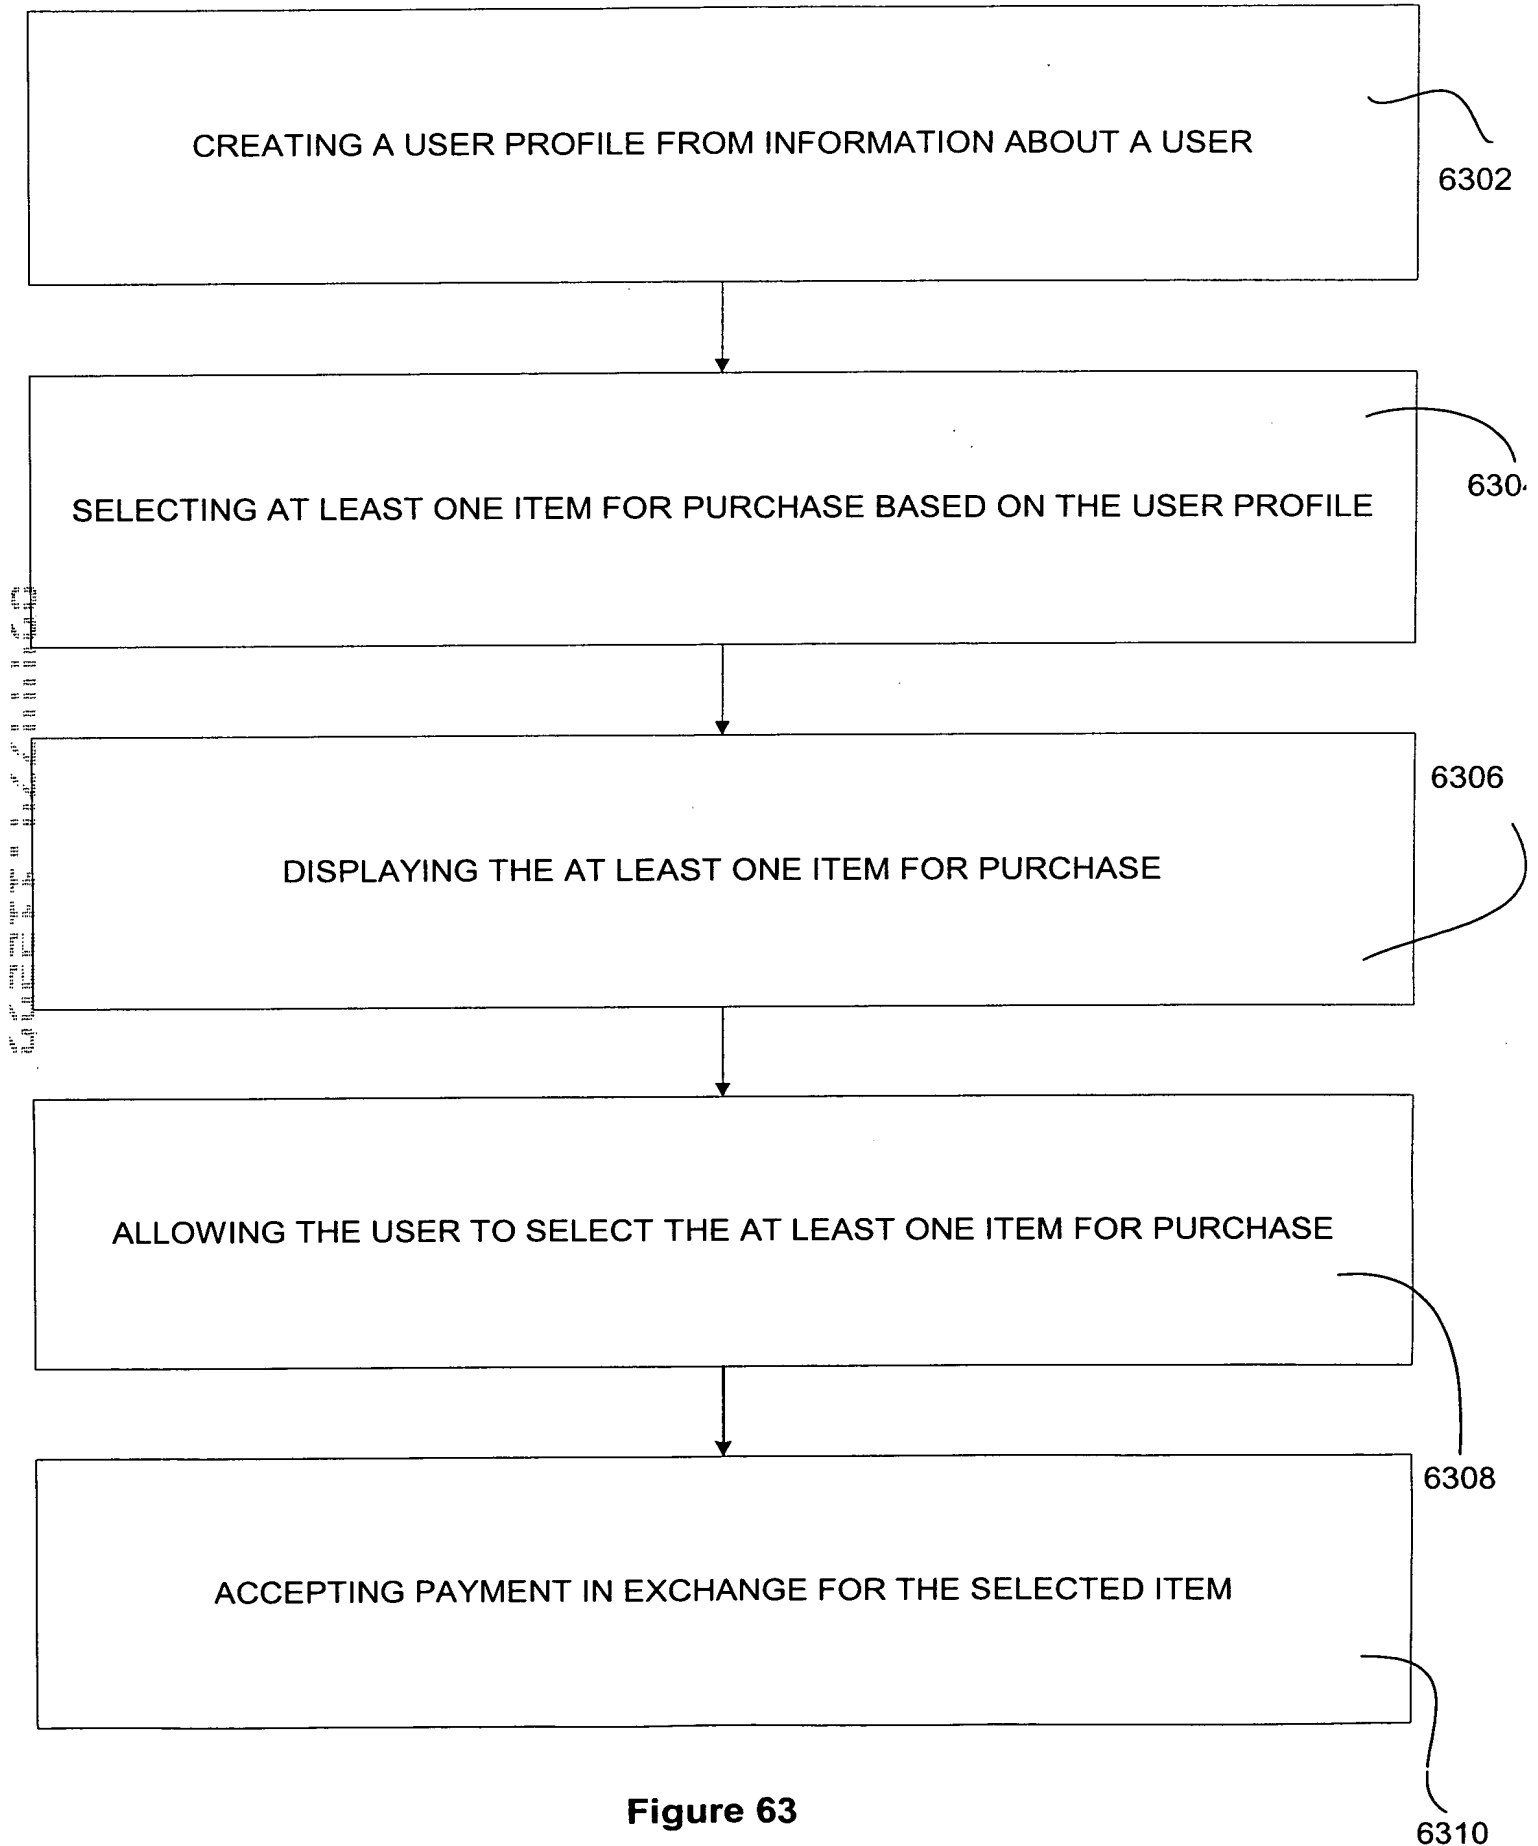 CREATING A USER PROFILE FROM INFORMATION ABOUT A USER
6302
SELECTING AT LEAST ONE ITEM FOR PURCHASE BASED ON THE USER PROFILE
6306
DISPLAYING THE AT LEAST ONE ITEM FOR PURCHASE
ALLOWING THE USER TO SELECT THE AT LEAST ONE ITEM FOR PURCHASE
6308
ACCEPTING PAYMENT IN EXCHANGE FOR THE SELECTED ITEM
Figure 63
6310